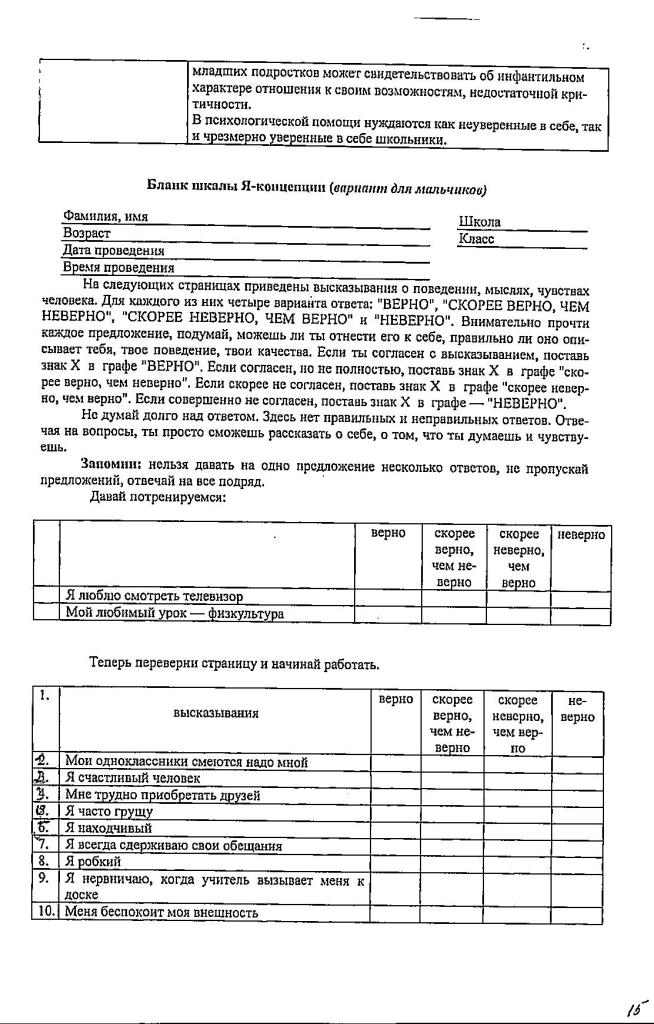 младших подростков может свидетельствовать об инфантильном
характере отношения к своим возможностям, недостаточной кри-
тичности.
В психологической помощи нуждаются как неуверенные в себе, так
и чрезмерно уверенные в себе школьники.
Бланк шкалы Я-концепции (вариант для мальчиков)
Фамилия, имя
Школа
Возраст
Класс
Дата проведения
Время проведения
На следующих страницах приведены высказывания о поведении, мыслях, чувствах
человека. Для каждого из них четыре варианта ответа: "ВЕРНО", "СКОРЕЕ ВЕРНО, ЧЕМ
НЕВЕРНО", "СКОРЕЕ НЕВЕРНО, ЧЕМ ВЕРНО" и "НЕВЕРНО". Внимательно прочти
каждое предложение, подумай, можешь ли ты отнести его к себе, правильно ли оно опи-
сывает тебя, твое поведение, твои качества. Если ты согласен с высказыванием, поставь
знак X в графе "ВЕРНО". Если согласен, но не полностью, поставь знак X в графе "ско-
рее верно, чем неверно". Если скорее не согласен, поставь знак X в графе "скорее невер-
но, чем верно". Если совершенно не согласен, поставь знак X в графе — "НЕВЕРНО".
Не думай долго над ответом. Здесь нет правильных и неправильных ответов. Отве-
чая на вопросы, ты просто сможешь рассказать о себе, о том, что ты думаешь и чувству-
ешь.
Запомни: нельзя давать на одно предложение несколько ответов, не пропускай
предложений, отвечай на все подряд.
Давай потренируемся:
верно
скорее верно, чем не-
верно
скорее неверно, чем верно
неверно
Я люблю смотреть телевизор
Мой любимый урок — физкультура
Теперь переверни страницу и начинай работать.
1.
высказывания
верно
скорее верно, чем не-
верно
скорее неверно, чем вер-
но
не-
верно
2. Мои одноклассники смеются надо мной
Я счастливый человек
Мне трудно приобретать друзей
Я часто грущу
6. Я находчивый
7. Я всегда сдерживаю свои обещания
8. Я робкий
9. Я нервничаю, когда учитель вызывает меня к
доске
10. Меня беспокоит моя внешность
15